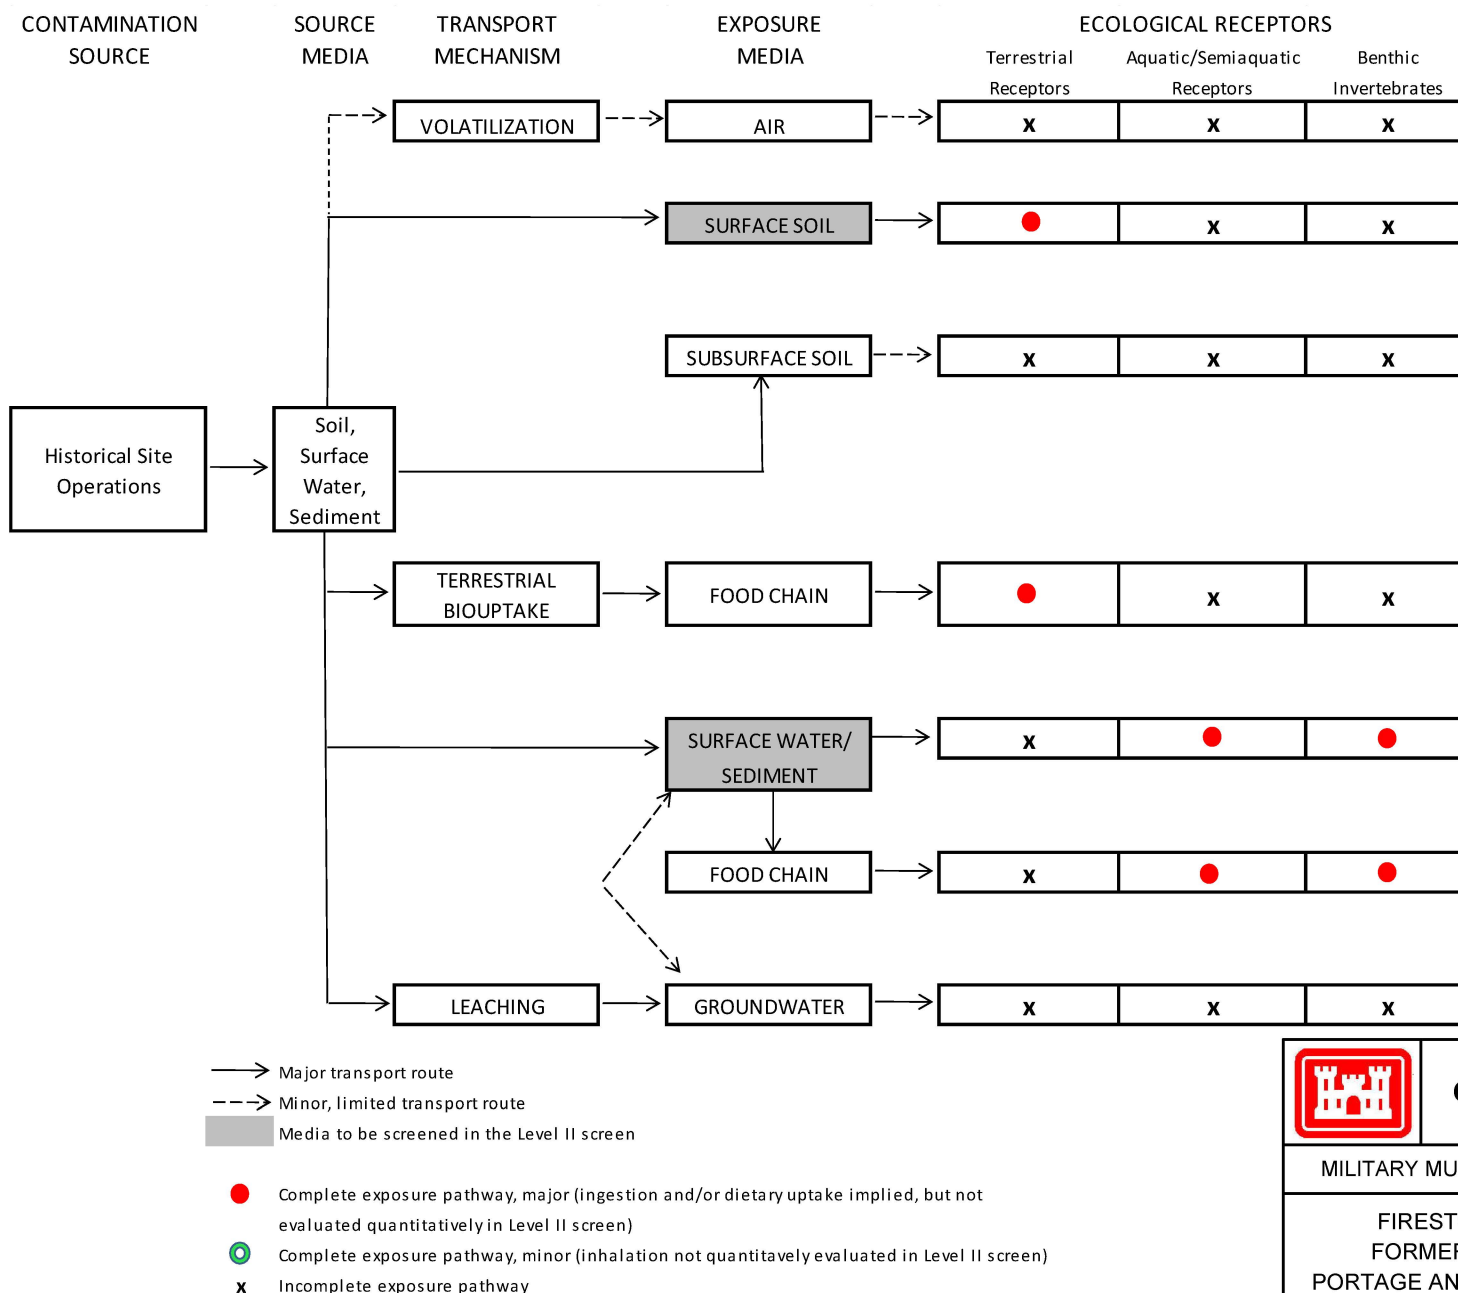 CONTAMINATION SOURCE TRANSPORT EXPOSURE ECOLOGICAL RECEPTORS
SOURCE MEDIA MECHANISM MEDIA
Terrestrial Aquatic/Semiaquatic Benthic
Receptors Receptors Invertebrates
VOLATILIZATION AIR x x x
SURFACE SOIL x x
SUBSURFACE SOIL x x x
Historical Site
Operations
Soil,
Surface
Water,
Sediment
TERRESTRIAL
BIOUPTAKE
FOOD CHAIN x x
SURFACE WATER/
SEDIMENT
x
FOOD CHAIN x
LEACHING GROUNDWATER x x x
Major transport route
Minor, limited transport route
Media to be screened in the Level II screen
Complete exposure pathway, major (ingestion and/or dietary uptake implied, but not
evaluated quantitatively in Level II screen)
Complete exposure pathway, minor (inhalation not quantitavely evaluated in Level II screen)
x Incomplete exposure pathway
MILITARY MU
FIREST
FORMER
PORTAGE AN